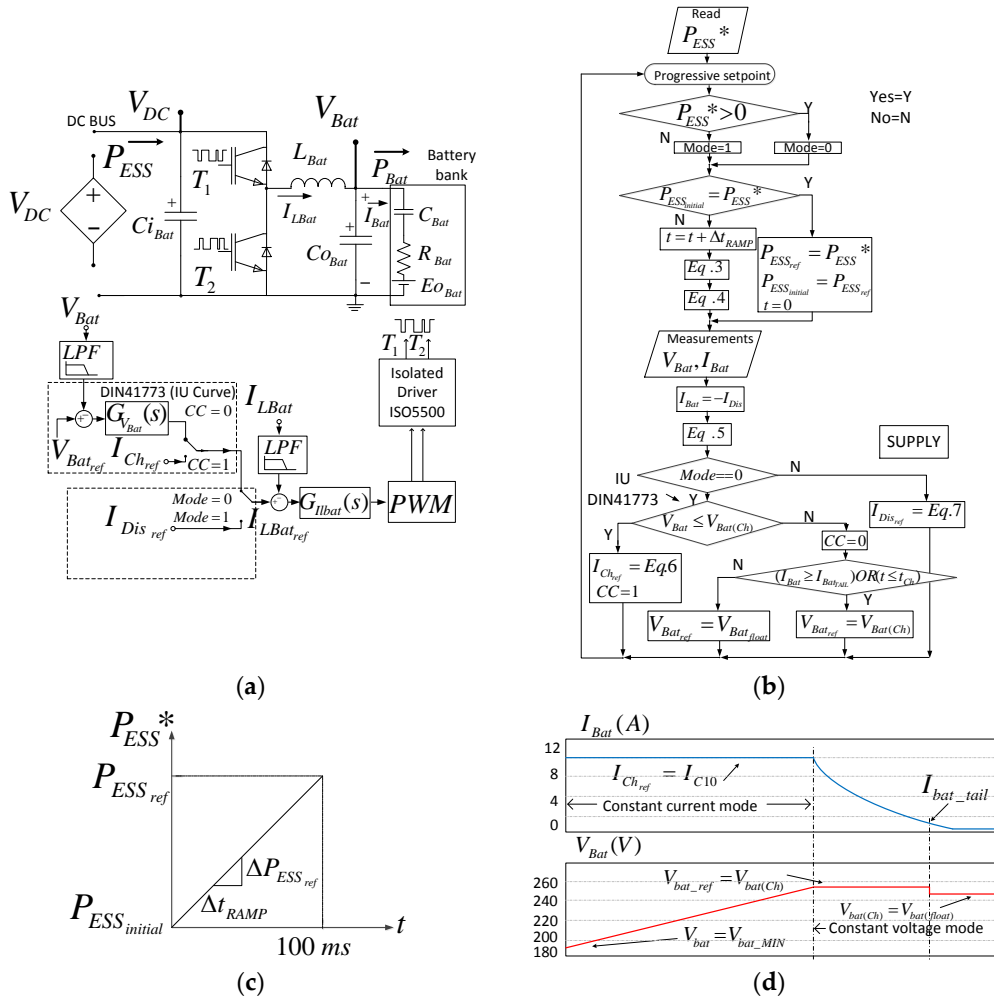 V_DC
DC BUS
P_ESS
V_DC
+
−
+
Ci_Bat
T_1
T_2
L_Bat
I_LBat
V_Bat
P_Bat
I_Bat
+
Co_Bat
−
Battery bank
C_Bat
R_Bat
Eo_Bat
V_Bat
LPF
DIN41773 (IU Curve)
G_VBat(s)
CC = 0
V_Bat_ref
I_Ch_ref
CC=1
I_LBat
LPF
Mode = 0
Mode = 1
I_Dis_ref
I_LBat_ref
G_Ilbat(s)
PWM
T_1
T_2
Isolated
Driver
ISO5500
(a)
Read
P_ESS*
Progressive setpoint
P_ESS*>0
Y
N
Yes=Y
No=N
Mode=1
Mode=0
P_ESS_initial = P_ESS*
Y
N
t = t + Δt_RAMP
Eq.3
Eq.4
P_ESS_ref = P_ESS*
P_ESS_initial = P_ESS_ref
t=0
Measurements
V_Bat, I_Bat
I_Bat = −I_Dis
Eq.5
SUPPLY
IU
DIN41773
Mode==0
N
Y
I_Dis_ref = Eq.7
V_Bat ≤ V_Bat(Ch)
Y
N
CC=0
I_Ch_ref = Eq.6
CC=1
(I_Bat ≥ I_Bat_TAIL)OR(t ≤ t_Ch)
N
Y
V_Bat_ref = V_Bat_float
V_Bat_ref = V_Bat(Ch)
(b)
P_ESS*
P_ESS_ref
ΔP_ESS_ref
Δt_RAMP
P_ESS_initial
t
100 ms
(c)
I_Bat(A)
12
8
4
0
I_Ch_ref = I_C10
Constant current mode
I_bat_tail
V_Bat(V)
260
240
220
200
180
V_bat_ref = V_bat(Ch)
V_bat(Ch) = V_bat(float)
V_bat = V_bat_MIN
Constant voltage mode
(d)